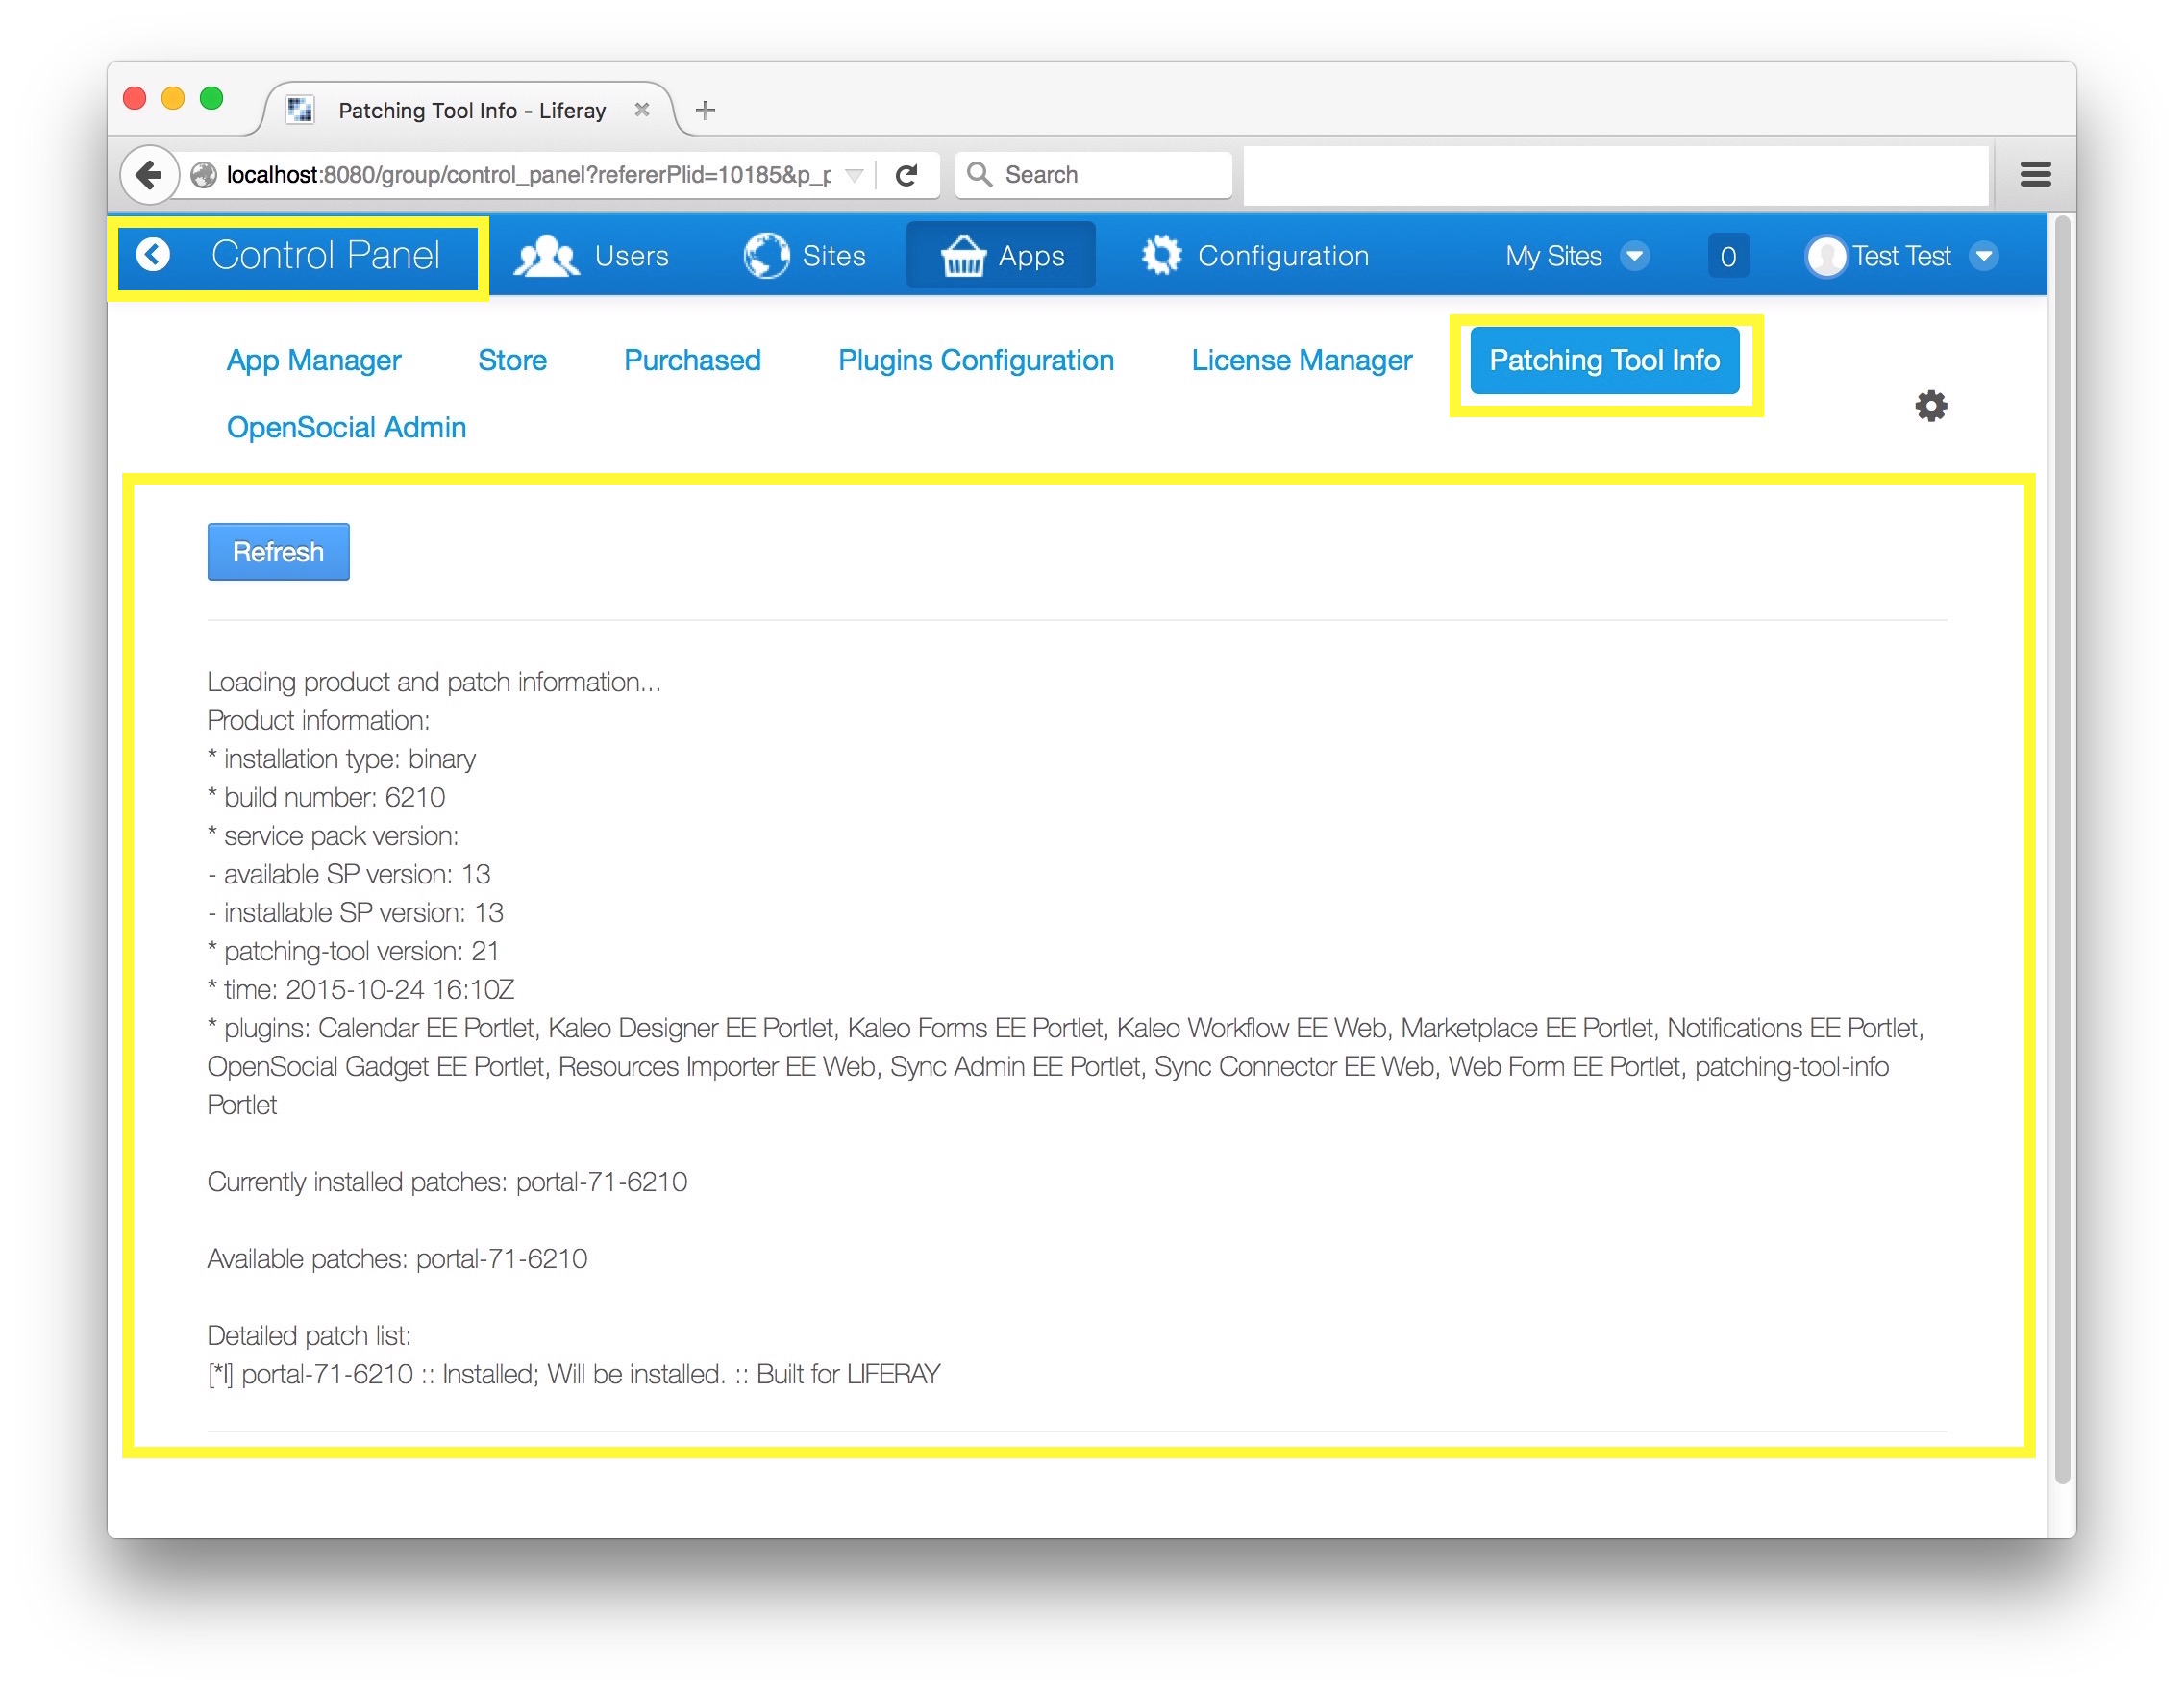 Patching Tool Info - Liferay
localhost:8080/group/control_panel?refererPlid=10185&p_p
Search
Control Panel
Users
Sites
Apps
Configuration
My Sites
0
Test Test
App Manager
Store
Purchased
Plugins Configuration
License Manager
Patching Tool Info
OpenSocial Admin
Refresh
Loading product and patch information...
Product information:
* installation type: binary
* build number: 6210
* service pack version:
- available SP version: 13
- installable SP version: 13
* patching-tool version: 21
* time: 2015-10-24 16:10Z
* plugins: Calendar EE Portlet, Kaleo Designer EE Portlet, Kaleo Forms EE Portlet, Kaleo Workflow EE Web, Marketplace EE Portlet, Notifications EE Portlet,
OpenSocial Gadget EE Portlet, Resources Importer EE Web, Sync Admin EE Portlet, Sync Connector EE Web, Web Form EE Portlet, patching-tool-info
Portlet
Currently installed patches: portal-71-6210
Available patches: portal-71-6210
Detailed patch list:
[*I] portal-71-6210 :: Installed; Will be installed. :: Built for LIFERAY